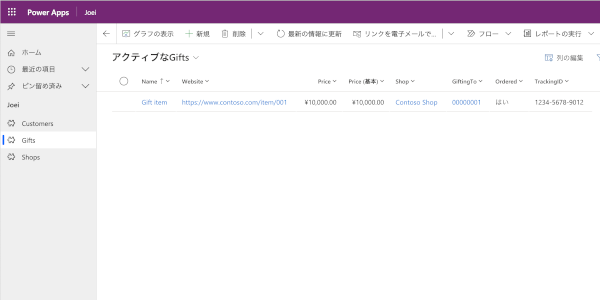 Power Apps Joei
グラフの表示 新規 削除 最新の情報に更新 リンクを電子メールで... フロー レポートの実行
ホーム
最近の項目
ピン留め済み
Joei
Customers
Gifts
Shops
アクティブなGifts
列の編集
Name ↑ Website Price Price (基本) Shop GiftingTo Ordered TrackingID
Gift item https://www.contoso.com/item/001 ¥10,000.00 ¥10,000.00 Contoso Shop 00000001 はい 1234-5678-9012